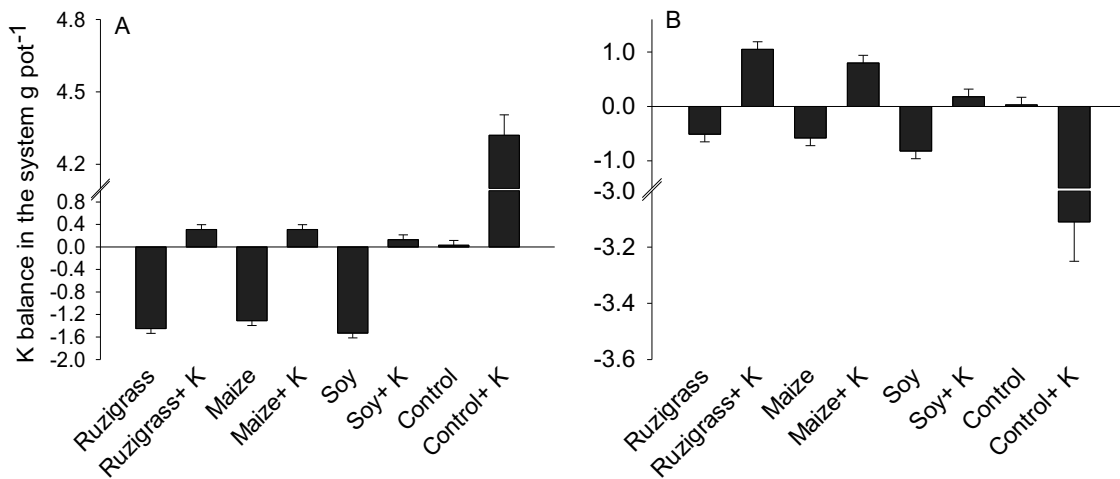 K balance in the system g pot-1
A
4.8
4.5
4.2
0.8
0.4
0.0
-0.4
-0.8
-1.2
-1.6
-2.0
Ruzigrass
Ruzigrass+ K
Maize
Maize+ K
Soy
Soy+ K
Control
Control+ K
B
1.0
0.0
-1.0
-3.0
-3.2
-3.4
-3.6
Ruzigrass
Ruzigrass+ K
Maize
Maize+ K
Soy
Soy+ K
Control
Control+ K